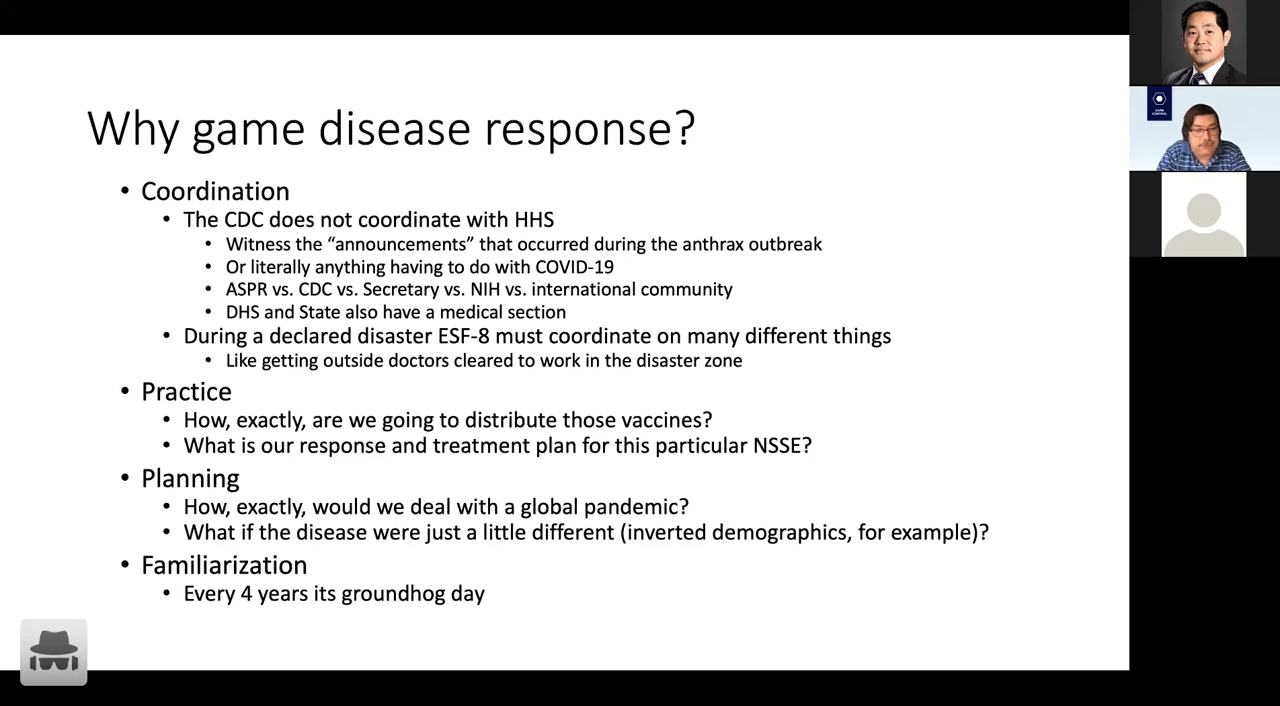 Why game disease response?
• Coordination
• The CDC does not coordinate with HHS
• Witness the “announcements” that occurred during the anthrax outbreak
• Or literally anything having to do with COVID-19
• ASPR vs. CDC vs. Secretary vs. NIH vs. international community
• DHS and State also have a medical section
• During a declared disaster ESF-8 must coordinate on many different things
• Like getting outside doctors cleared to work in the disaster zone
• Practice
• How, exactly, are we going to distribute those vaccines?
• What is our response and treatment plan for this particular NSSE?
• Planning
• How, exactly, would we deal with a global pandemic?
• What if the disease were just a little different (inverted demographics, for example)?
• Familiarization
• Every 4 years its groundhog day
GAME
CONTROL